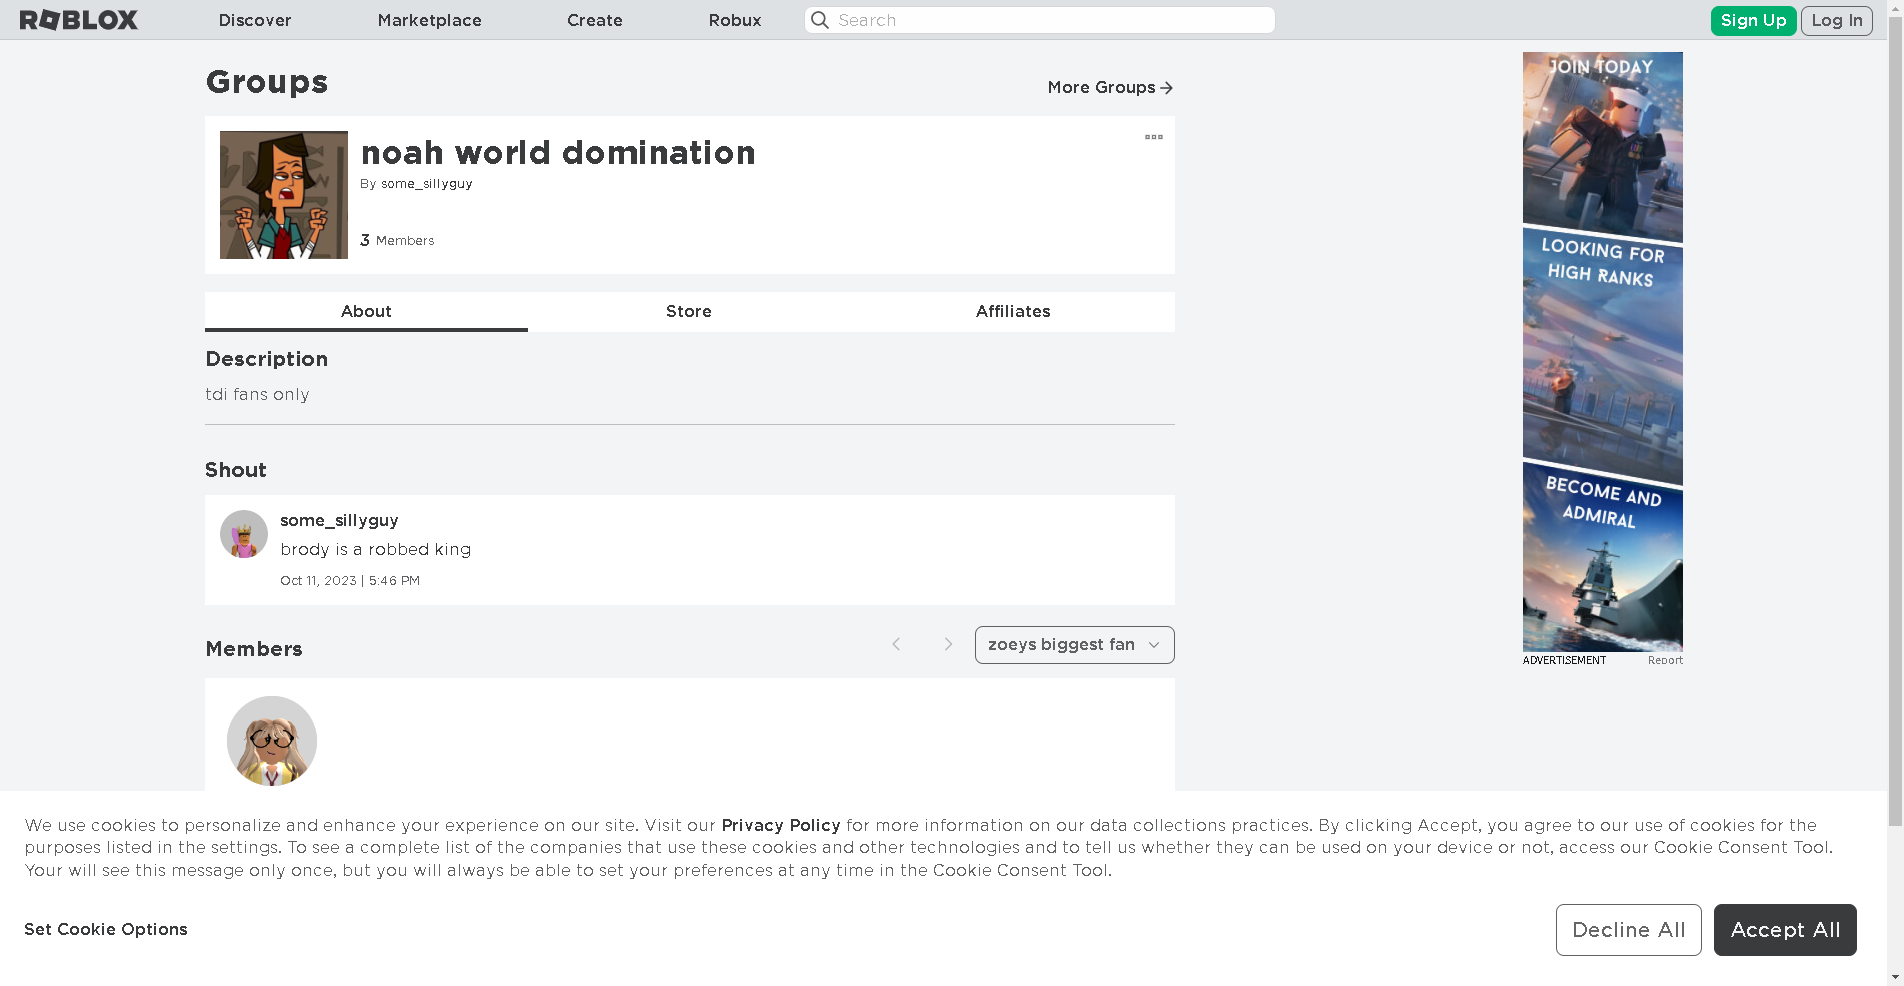 ROBLOX
Discover
Marketplace
Create
Robux
Search
Sign Up
Log In
Groups
More Groups
noah world domination
By some_sillyguy
3 Members
About
Store
Affiliates
Description
tdi fans only
Shout
some_sillyguy
brody is a robbed king
Oct 11, 2023 | 5:46 PM
Members
zoeys biggest fan
JOIN TODAY
LOOKING FOR
HIGH RANKS
BECOME AND
ADMIRAL
ADVERTISEMENT
Report
We use cookies to personalize and enhance your experience on our site. Visit our Privacy Policy for more information on our data collections practices. By clicking Accept, you agree to our use of cookies for the
purposes listed in the settings. To see a complete list of the companies that use these cookies and other technologies and to tell us whether they can be used on your device or not, access our Cookie Consent Tool.
Your will see this message only once, but you will always be able to set your preferences at any time in the Cookie Consent Tool.
Set Cookie Options
Decline All
Accept All